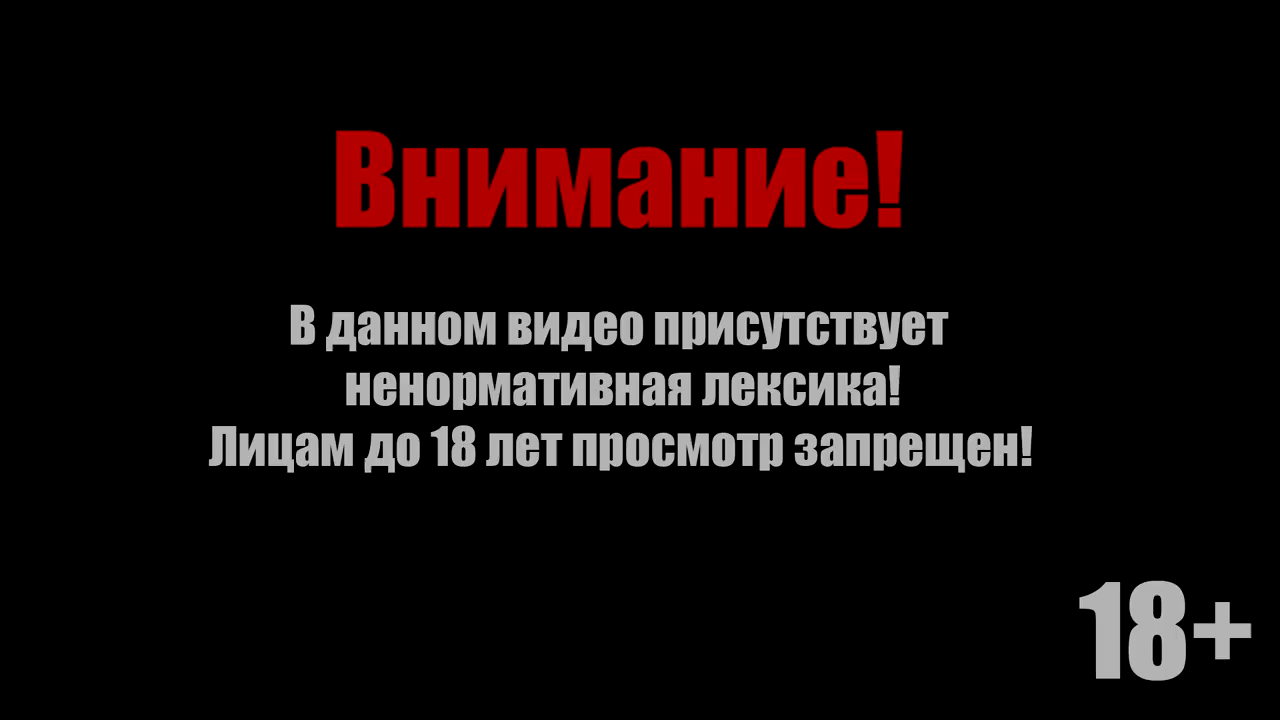 Внимание!
В данном видео присутствует
ненормативная лексика!
Лицам до 18 лет просмотр запрещен!
18+